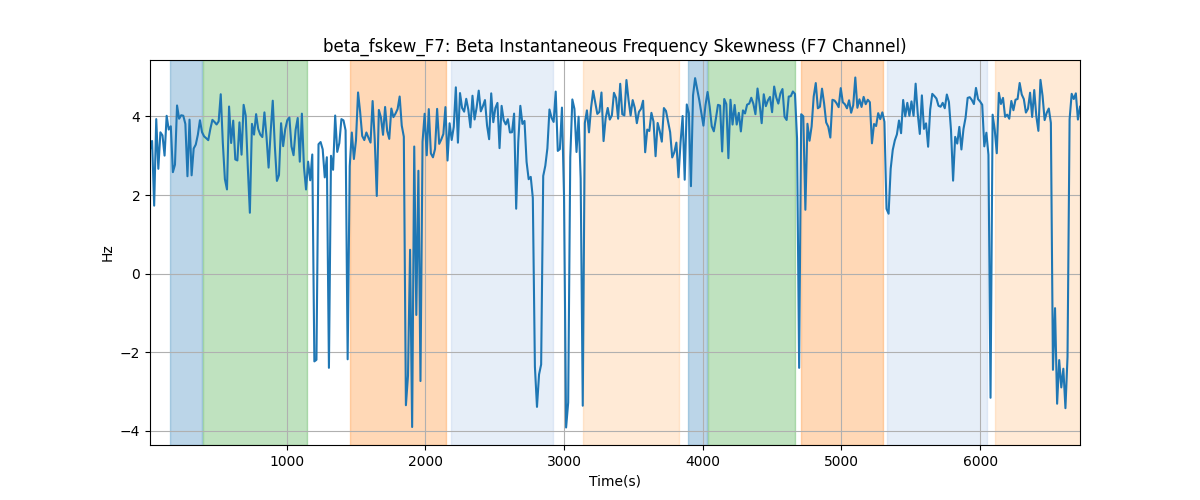 beta_fskew_F7: Beta Instantaneous Frequency Skewness (F7 Channel)
4
2
0
−2
−4
Hz
1000 2000 3000 4000 5000 6000
Time(s)